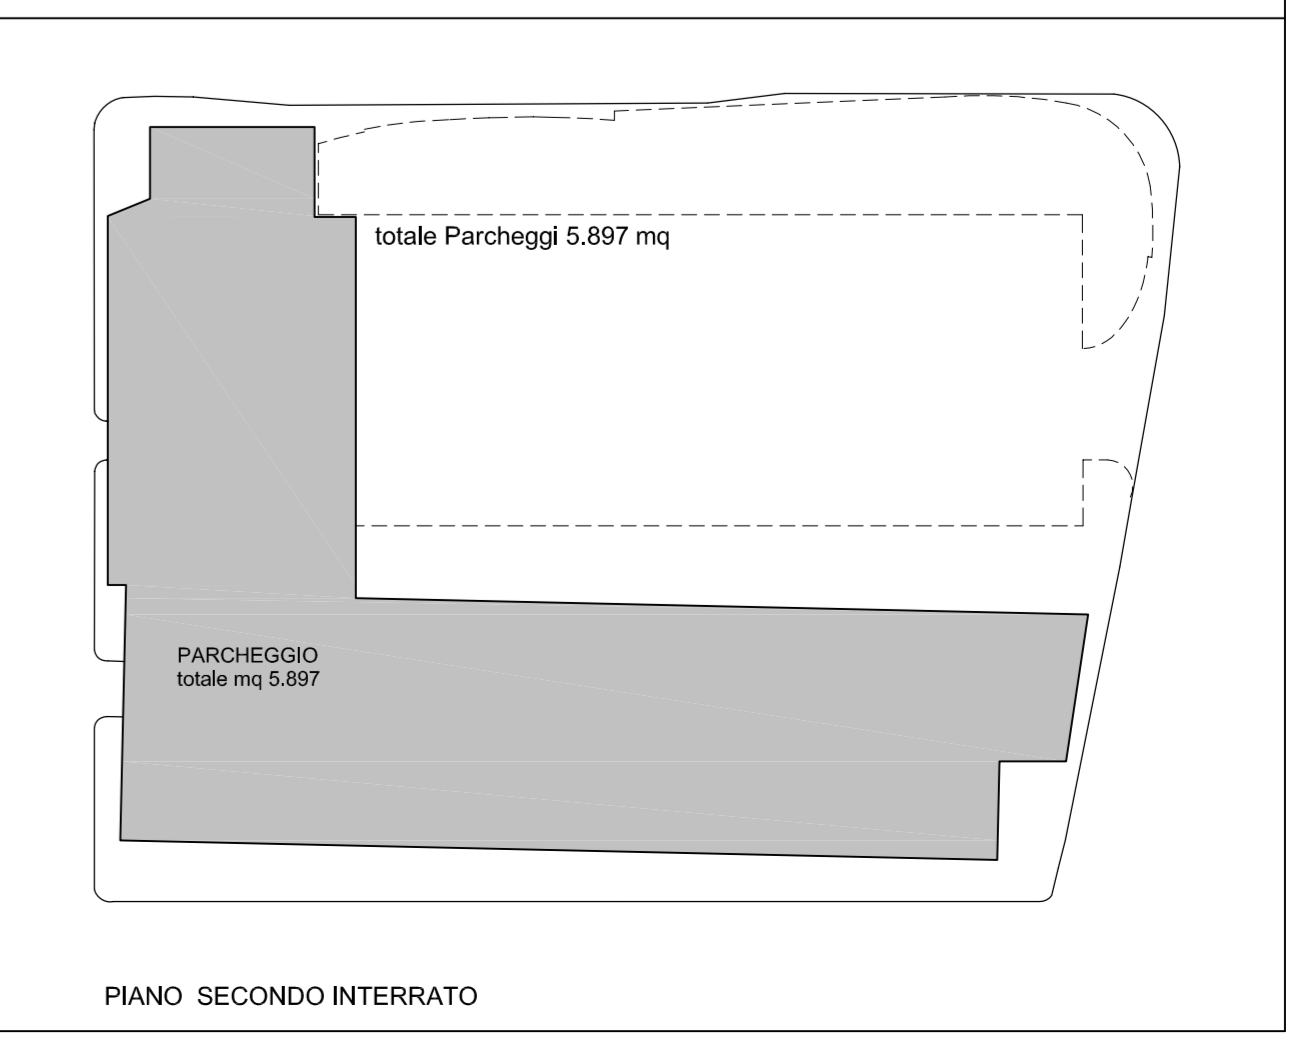 totale Parcheggi 5.897 mq
PARCHEGGIO
totale mq 5.897
PIANO SECONDO INTERRATO